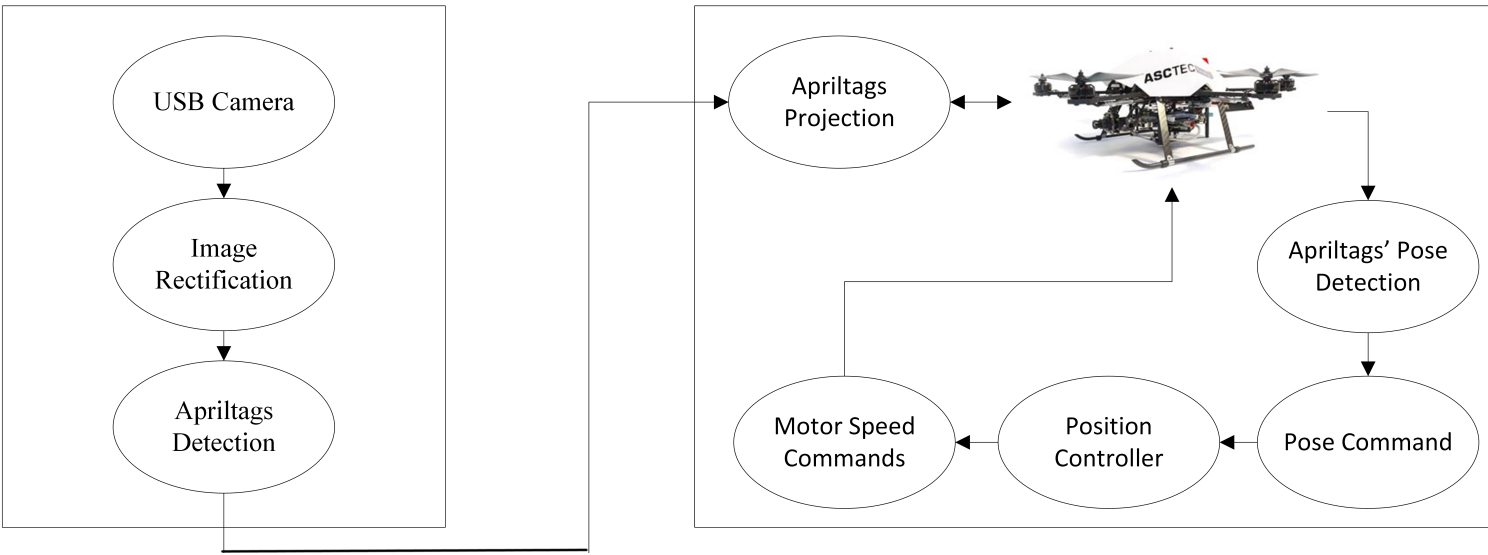 USB Camera
Image
Rectification
Apriltags
Detection
Apriltags
Projection
ASCTEC
Apriltags’ Pose
Detection
Motor Speed
Commands
Position
Controller
Pose Command